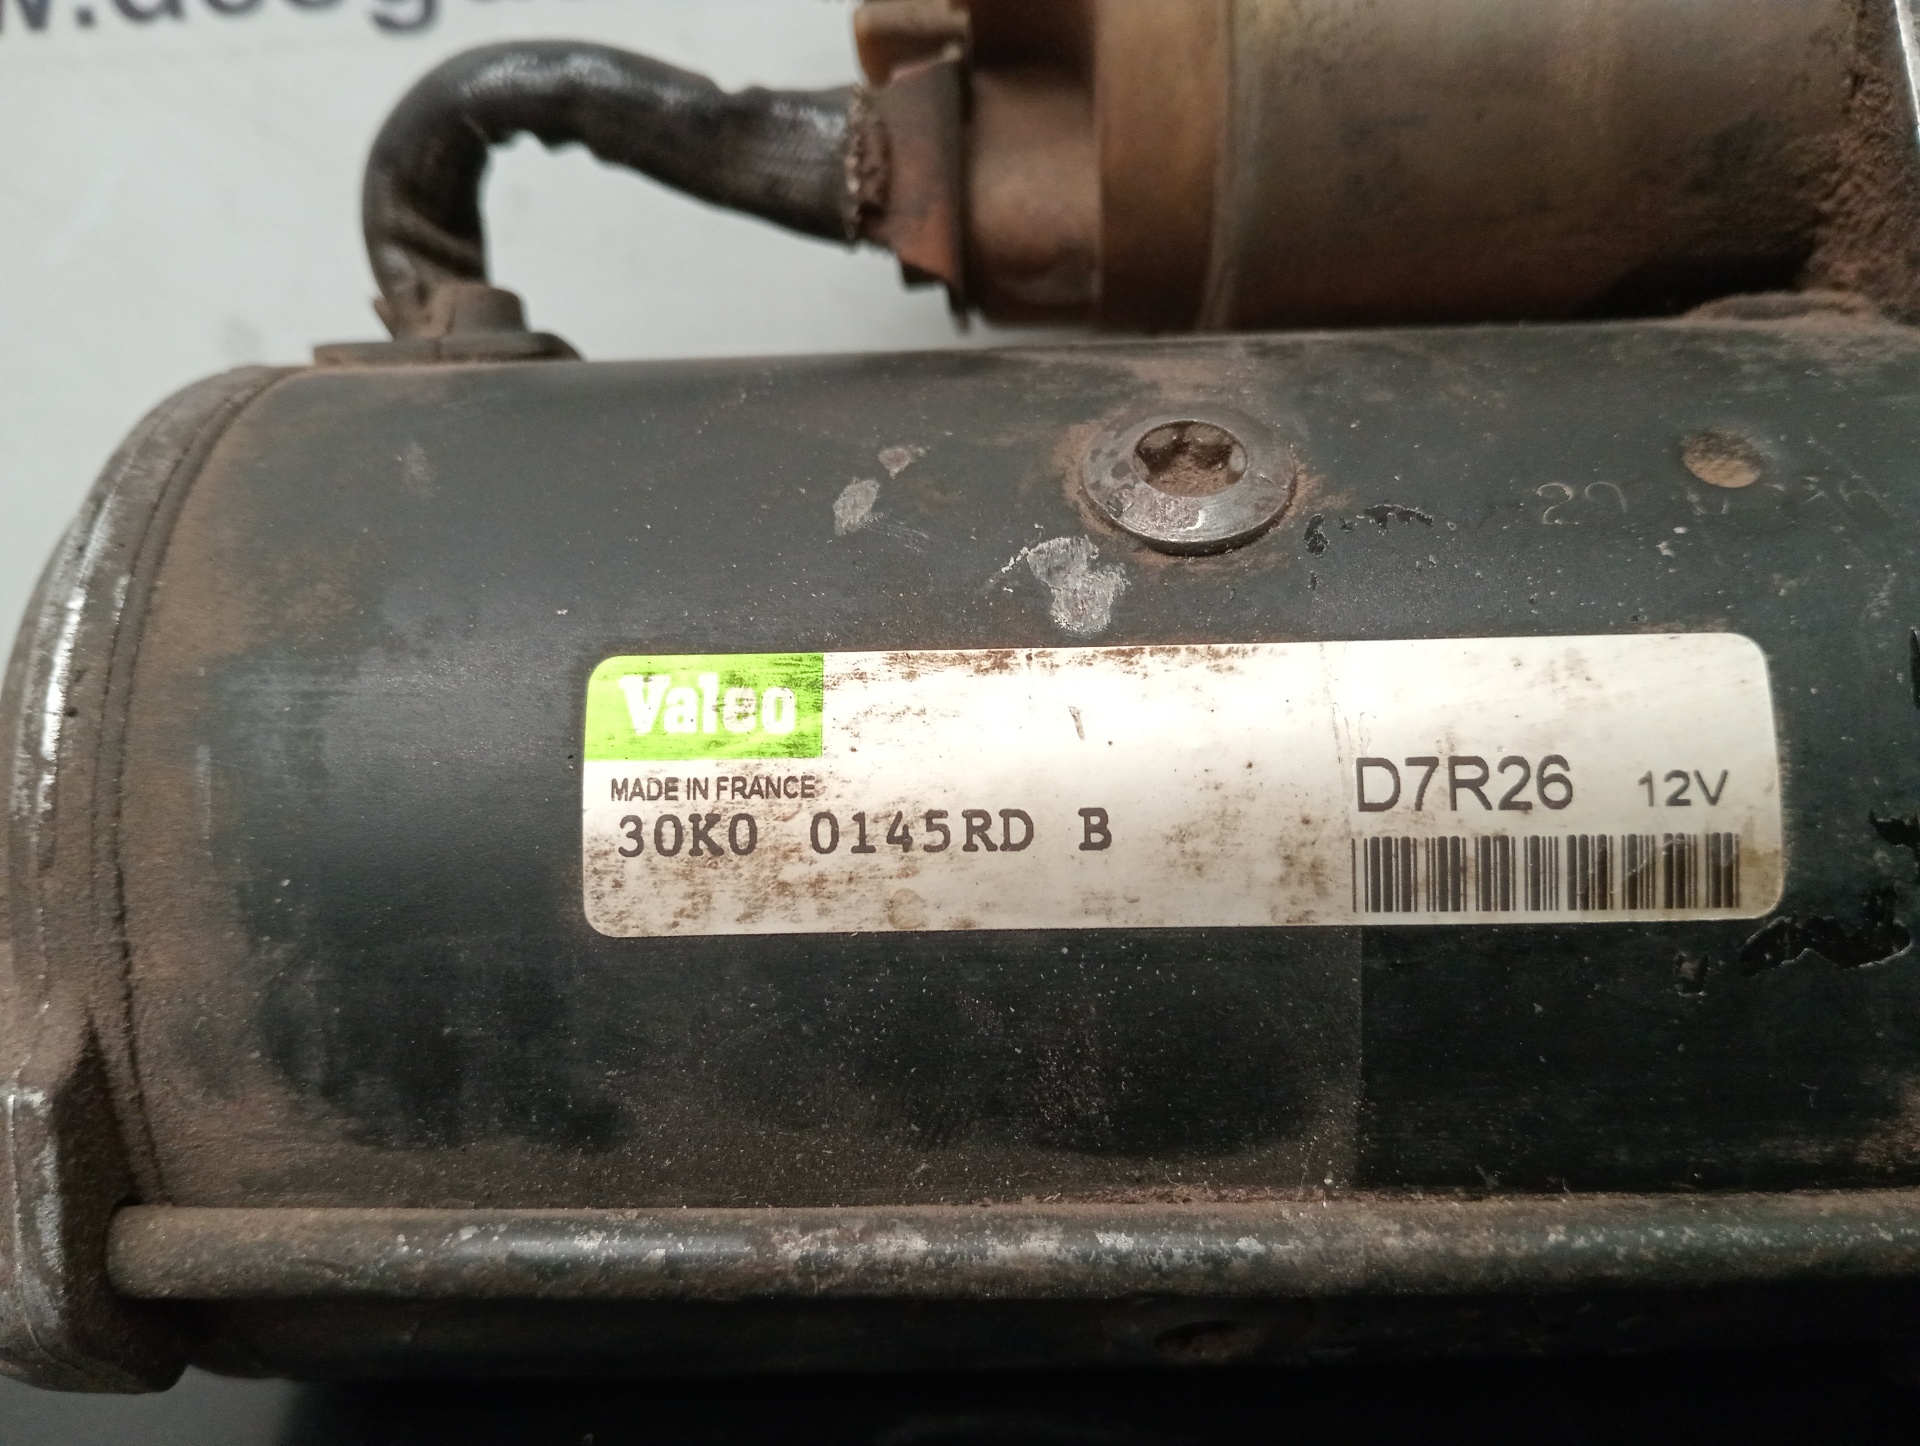 Valeo
MADE IN FRANCE
D7R26 12V
30K0 0145RD B